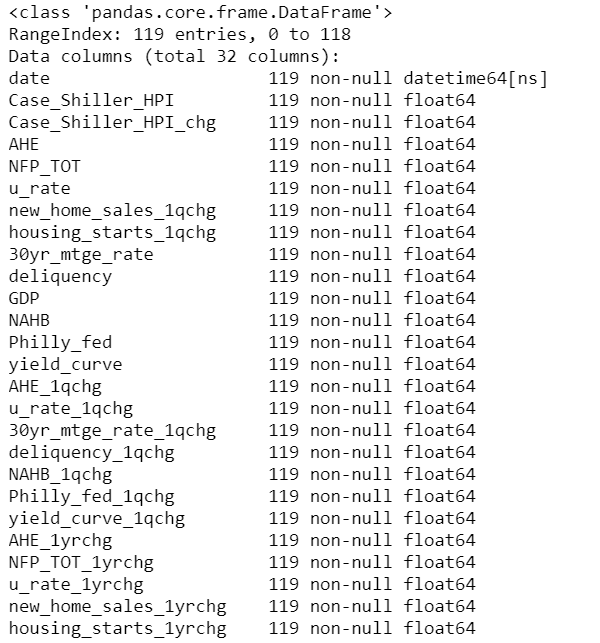 <class 'pandas.core.frame.DataFrame'>
RangeIndex: 119 entries, 0 to 118
Data columns (total 32 columns):
date 119 non-null datetime64[ns]
Case_Shiller_HPI 119 non-null float64
Case_Shiller_HPI_chg 119 non-null float64
AHE 119 non-null float64
NFP_TOT 119 non-null float64
u_rate 119 non-null float64
new_home_sales_1qchg 119 non-null float64
housing_starts_1qchg 119 non-null float64
30yr_mtge_rate 119 non-null float64
deliquency 119 non-null float64
GDP 119 non-null float64
NAHB 119 non-null float64
Philly_fed 119 non-null float64
yield_curve 119 non-null float64
AHE_1qchg 119 non-null float64
u_rate_1qchg 119 non-null float64
30yr_mtge_rate_1qchg 119 non-null float64
deliquency_1qchg 119 non-null float64
NAHB_1qchg 119 non-null float64
Philly_fed_1qchg 119 non-null float64
yield_curve_1qchg 119 non-null float64
AHE_1yrchg 119 non-null float64
NFP_TOT_1yrchg 119 non-null float64
u_rate_1yrchg 119 non-null float64
new_home_sales_1yrchg 119 non-null float64
housing_starts_1yrchg 119 non-null float64